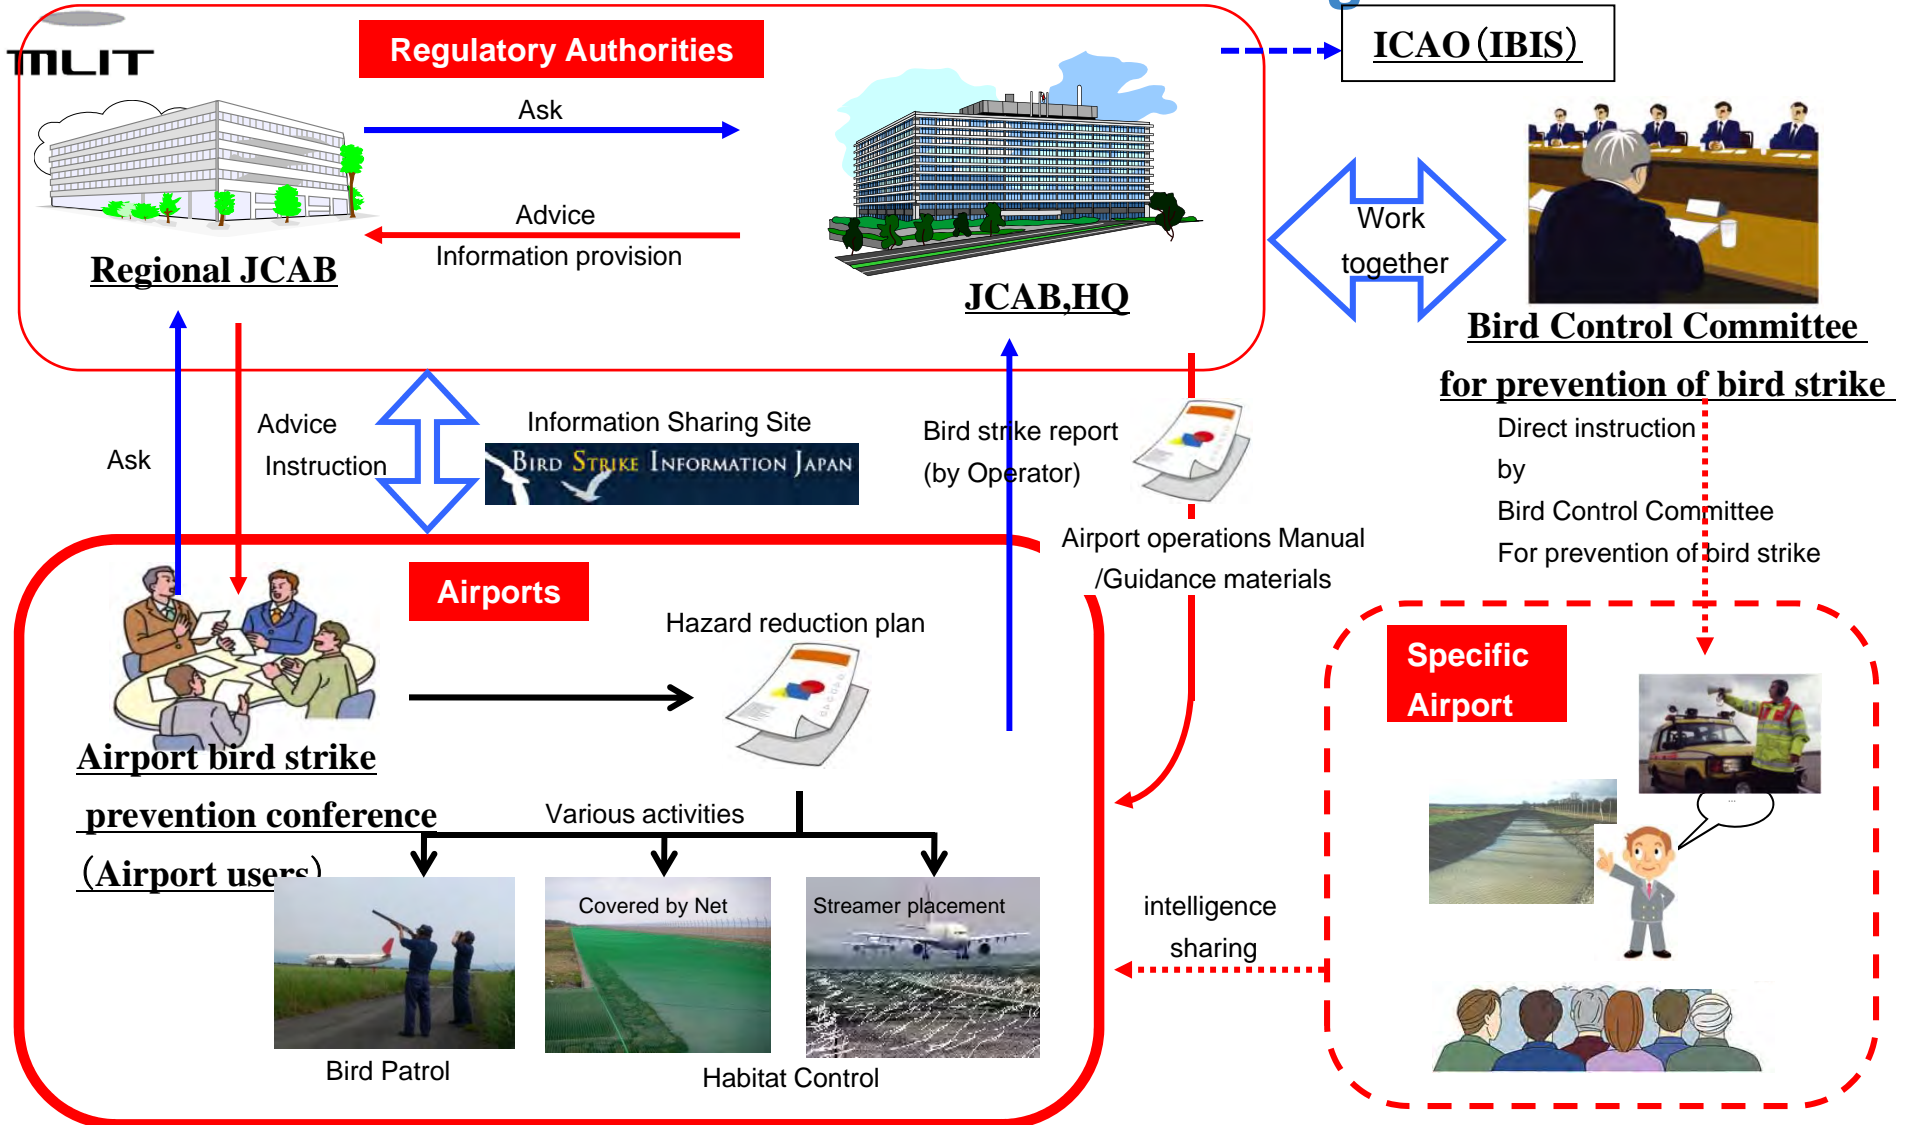 MLIT
Regulatory Authorities
ICAO(IBIS)
Ask
Advice
Information provision
Regional JCAB
JCAB,HQ
Work
together
Bird Control Committee
for prevention of bird strike
Direct instruction
by
Bird Control Committee
For prevention of bird strike
Ask
Advice
Instruction
Information Sharing Site
BIRD STRIKE INFORMATION JAPAN
Bird strike report
(by Operator)
Airport operations Manual
/Guidance materials
Airports
Hazard reduction plan
Airport bird strike
prevention conference
(Airport users)
Various activities
Covered by Net
Streamer placement
Bird Patrol
Habitat Control
intelligence
sharing
Specific
Airport
...